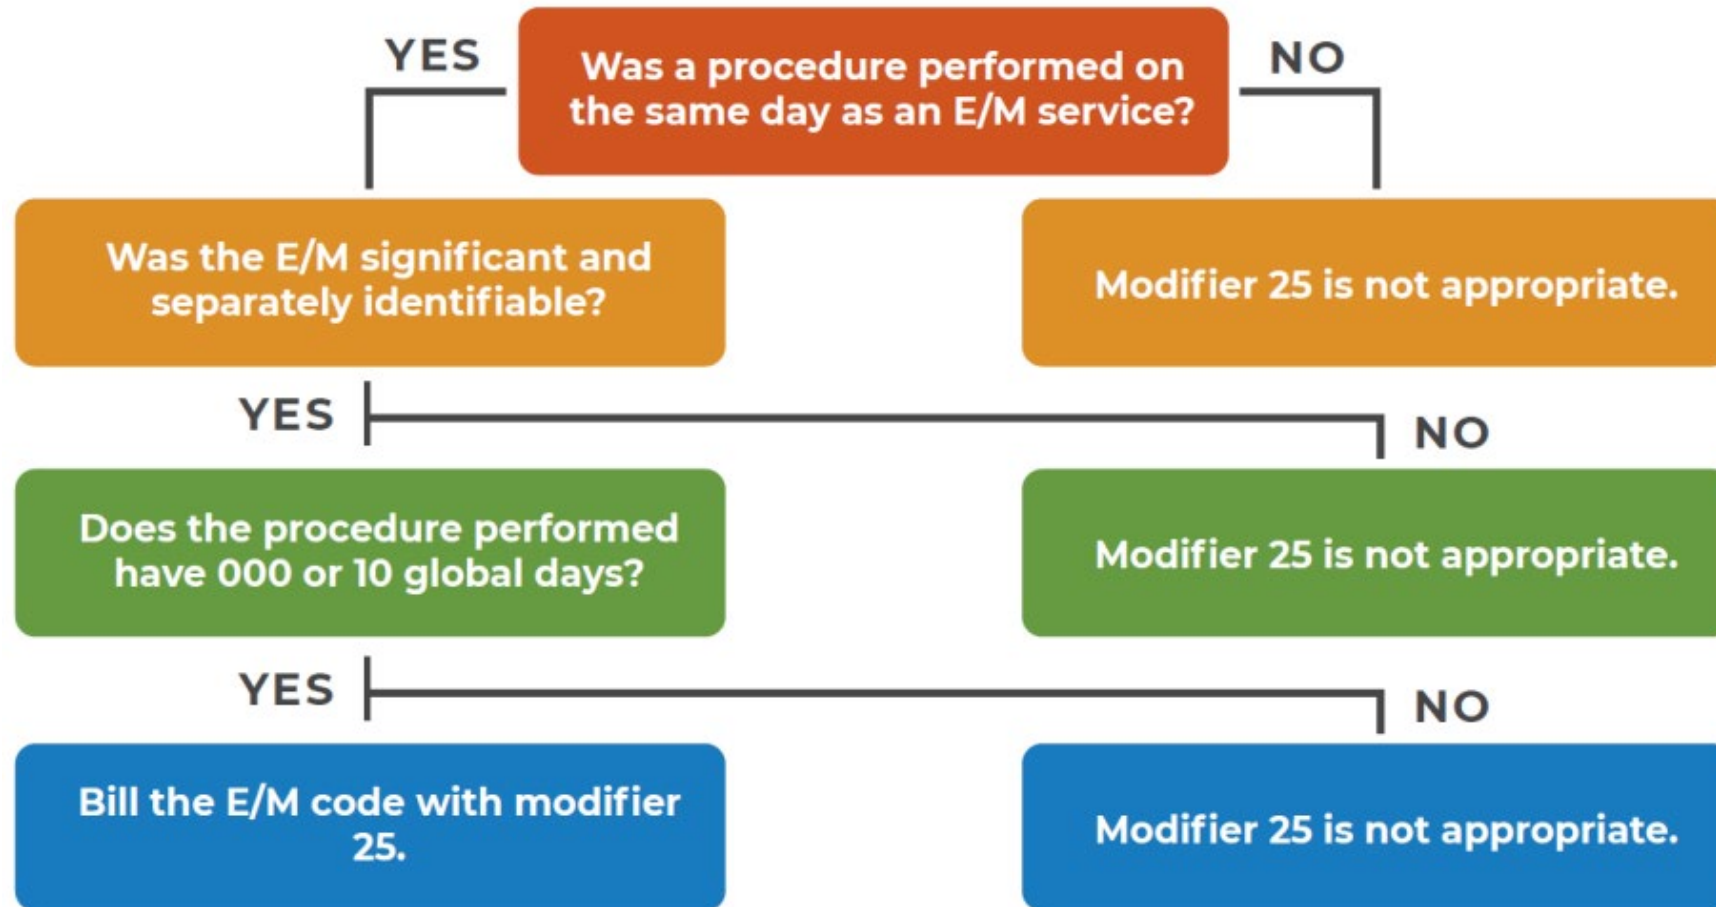 YES
Was a procedure performed on
the same day as an E/M service?
NO
Was the E/M significant and
separately identifiable?
Modifier 25 is not appropriate.
YES
NO
Does the procedure performed
have 000 or 10 global days?
Modifier 25 is not appropriate.
YES
NO
Bill the E/M code with modifier
25.
Modifier 25 is not appropriate.